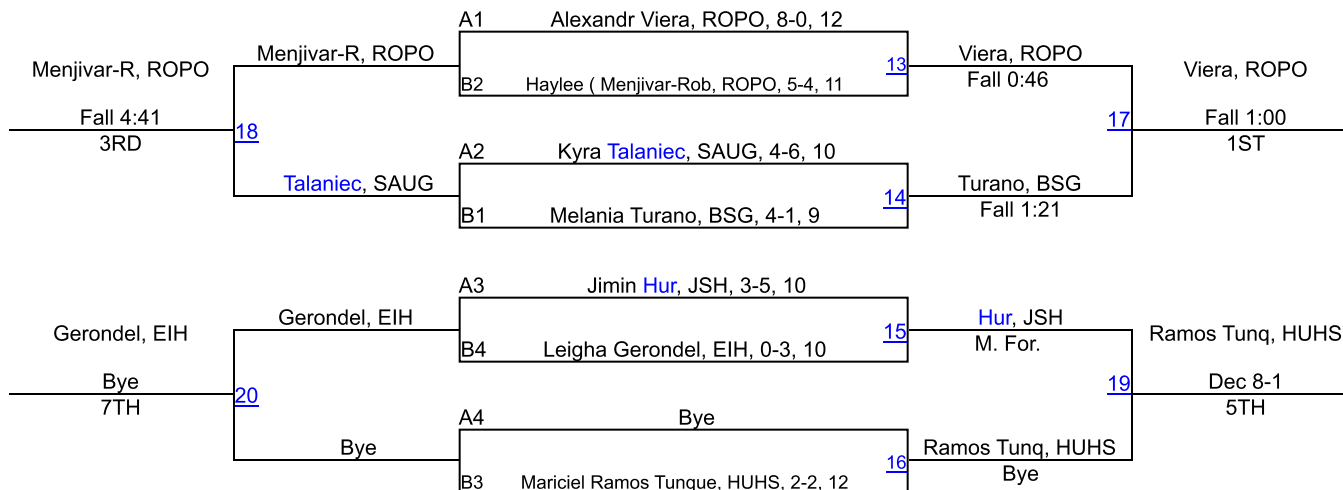 A1 Alexandr Viera, ROPO, 8-0, 12
Menjivar-R, ROPO Viera, ROPO
Menjivar-R, ROPO 13 Viera, ROPO
B2 Haylee ( Menjivar-Rob, ROPO, 5-4, 11 Fall 0:46
Fall 4:41 17 Fall 1:00
18
3RD 1ST
A2 Kyra Talaniec, SAUG, 4-6, 10
Talaniec, SAUG 14 Turano, BSG
B1 Melania Turano, BSG, 4-1, 9 Fall 1:21
A3 Jimin Hur, JSH, 3-5, 10
Gerondel, EIH Hur, JSH
Gerondel, EIH 15 Ramos Tunq, HUHS
B4 Leigha Gerondel, EIH, 0-3, 10 M. For.
Bye 19 Dec 8-1
20
7TH 5TH
A4 Bye
Bye 16 Ramos Tunq, HUHS
B3 Mariciel Ramos Tunque, HUHS, 2-2, 12 Bye